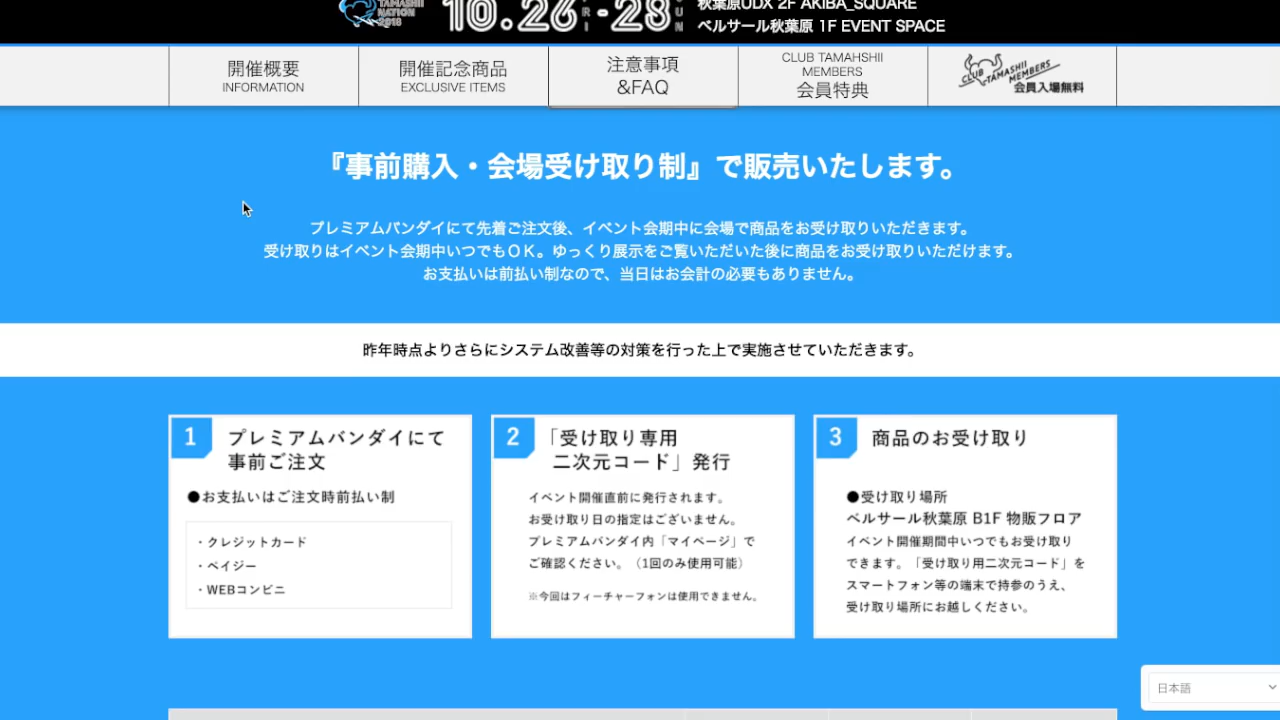 TAMASHII
NATION
2018
10.26FRI-28SUN
秋葉原UDX 2F AKIBA_SQUARE
ベルサール秋葉原 1F EVENT SPACE
開催概要
INFORMATION
開催記念商品
EXCLUSIVE ITEMS
注意事項
&FAQ
CLUB TAMAHSHII
MEMBERS
会員特典
CLUB TAMASHII MEMBERS
会員入場無料
『事前購入・会場受け取り制』で販売いたします。
プレミアムバンダイにて先着ご注文後、イベント会期中に会場で商品をお受け取りいただきます。
受け取りはイベント会期中いつでもＯＫ。ゆっくり展示をご覧いただいた後に商品をお受け取りいただけます。
お支払いは前払い制なので、当日はお会計の必要もありません。
昨年時点よりさらにシステム改善等の対策を行った上で実施させていただきます。
1 プレミアムバンダイにて
事前ご注文
●お支払いはご注文時前払い制
・クレジットカード
・ペイジー
・WEBコンビニ
2 「受け取り専用
二次元コード」発行
イベント開催直前に発行されます。
お受け取り日の指定はございません。
プレミアムバンダイ内「マイページ」で
ご確認ください。（1回のみ使用可能）
※今回はフィーチャーフォンは使用できません。
3 商品のお受け取り
●受け取り場所
ベルサール秋葉原 B1F 物販フロア
イベント開催期間中いつでもお受け取り
できます。「受け取り用二次元コード」を
スマートフォン等の端末で持参のうえ、
受け取り場所にお越しください。
日本語